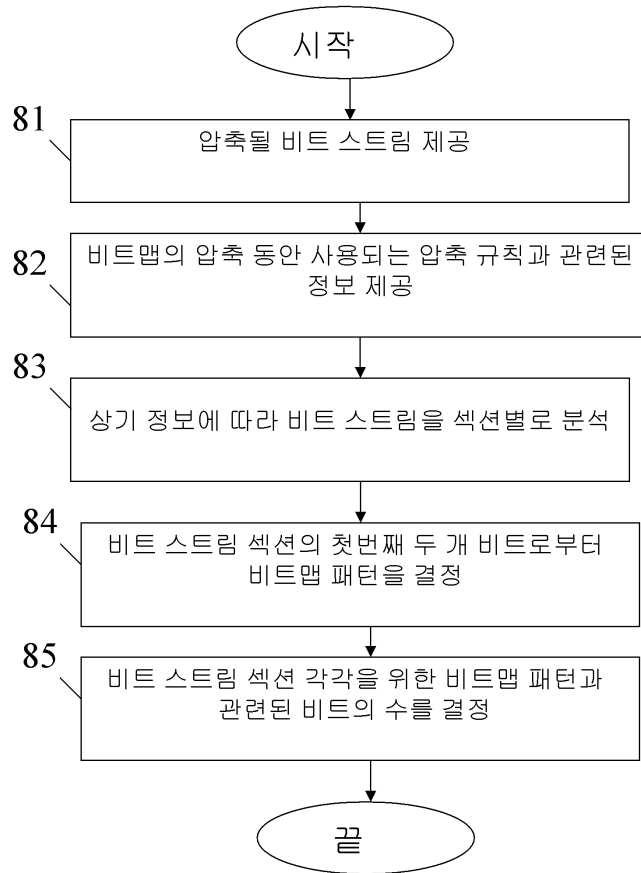 시작
81
압축될 비트 스트림 제공
82
비트맵의 압축 동안 사용되는 압축 규칙과 관련된
정보 제공
83
상기 정보에 따라 비트 스트림을 섹션별로 분석
84
비트 스트림 섹션의 첫번째 두 개 비트로부터
비트맵 패턴을 결정
85
비트 스트림 섹션 각각을 위한 비트맵 패턴과
관련된 비트의 수를 결정
끝